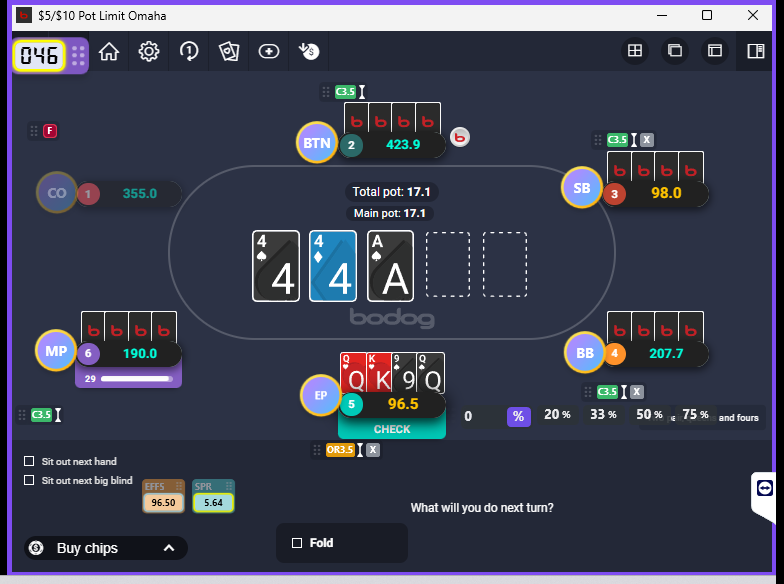 $5/$10 Pot Limit Omaha
046
1
$
C3.5
F
BTN
2
423.9
b
C3.5 X
CO
1
355.0
Total pot: 17.1
Main pot: 17.1
SB
3
98.0
4 4
4 4
A A
bodog
MP
6
190.0
29
Q Q
K K
9 9
Q Q
EP
5
96.5
CHECK
BB
4
207.7
C3.5 X
C3.5
0
%
20 %
33 %
50 %
75 %
and fours
OR3.5 X
Sit out next hand
Sit out next big blind
EFFS
96.50
SPR
5.64
What will you do next turn?
Buy chips
Fold